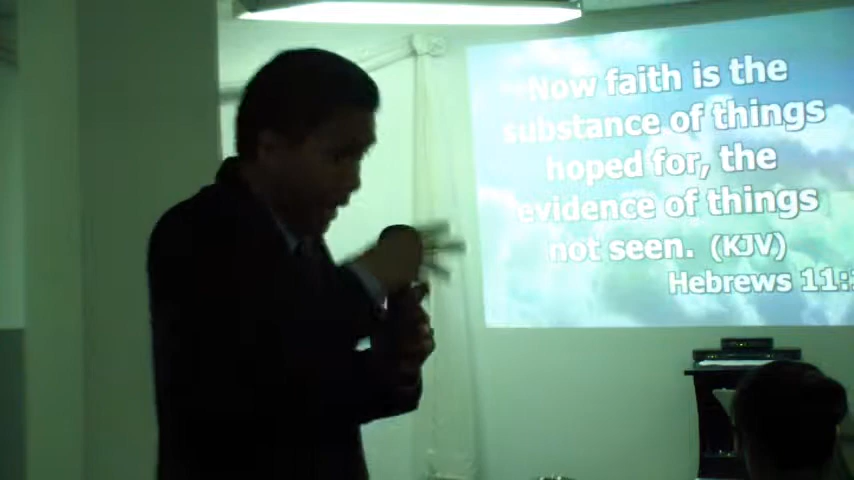 Now faith is the
substance of things
hoped for, the
evidence of things
not seen. (KJV)
Hebrews 11: